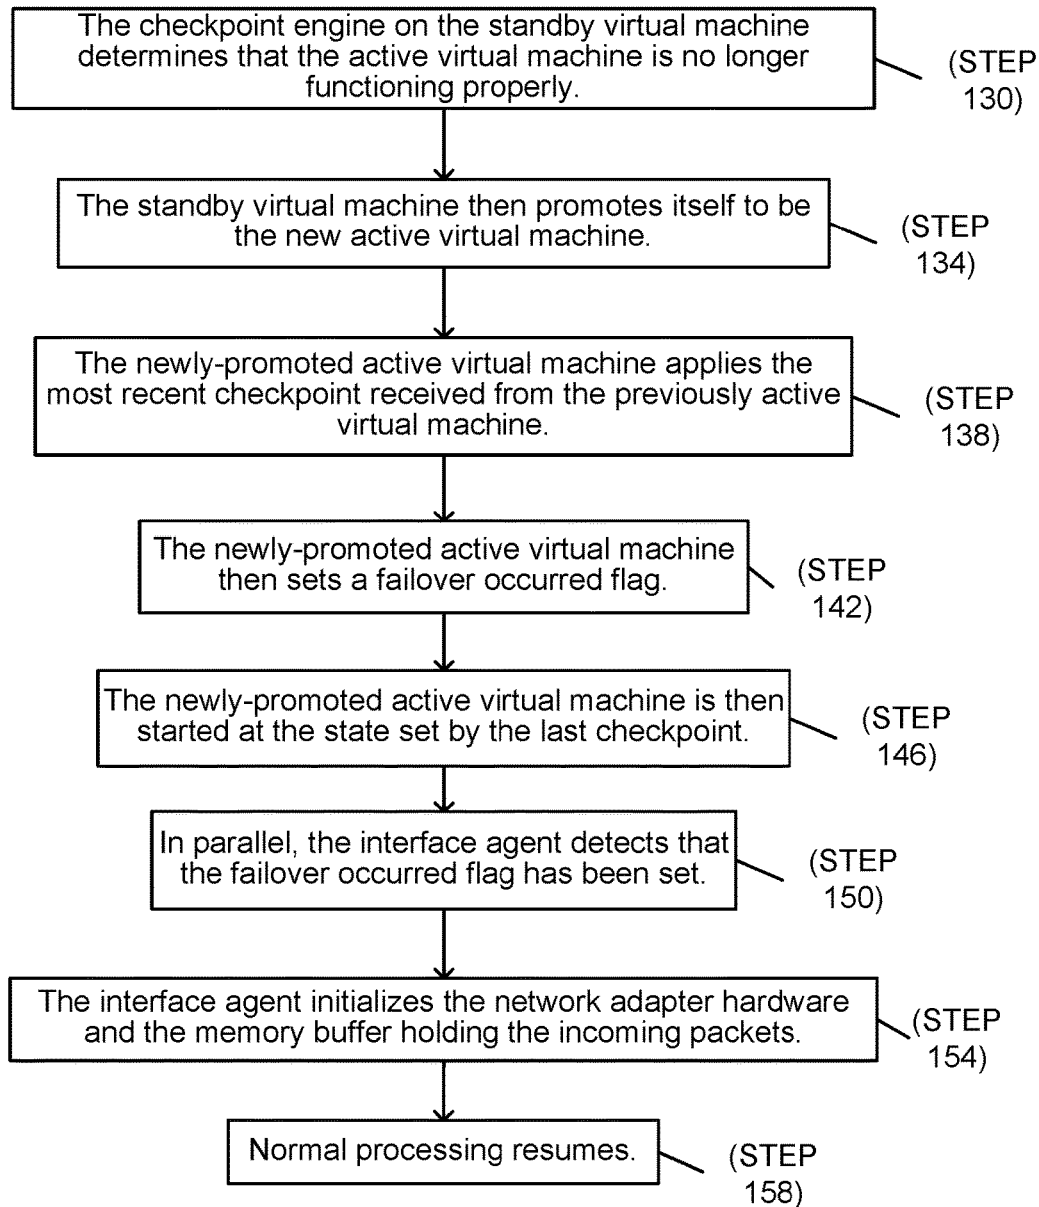 The checkpoint engine on the standby virtual machine
determines that the active virtual machine is no longer
functioning properly.
(STEP
130)
The standby virtual machine then promotes itself to be
the new active virtual machine.
(STEP
134)
The newly-promoted active virtual machine applies the
most recent checkpoint received from the previously active
virtual machine.
(STEP
138)
The newly-promoted active virtual machine
then sets a failover occurred flag.
(STEP
142)
The newly-promoted active virtual machine is then
started at the state set by the last checkpoint.
(STEP
146)
In parallel, the interface agent detects that
the failover occurred flag has been set.
(STEP
150)
The interface agent initializes the network adapter hardware
and the memory buffer holding the incoming packets.
(STEP
154)
Normal processing resumes.
(STEP
158)